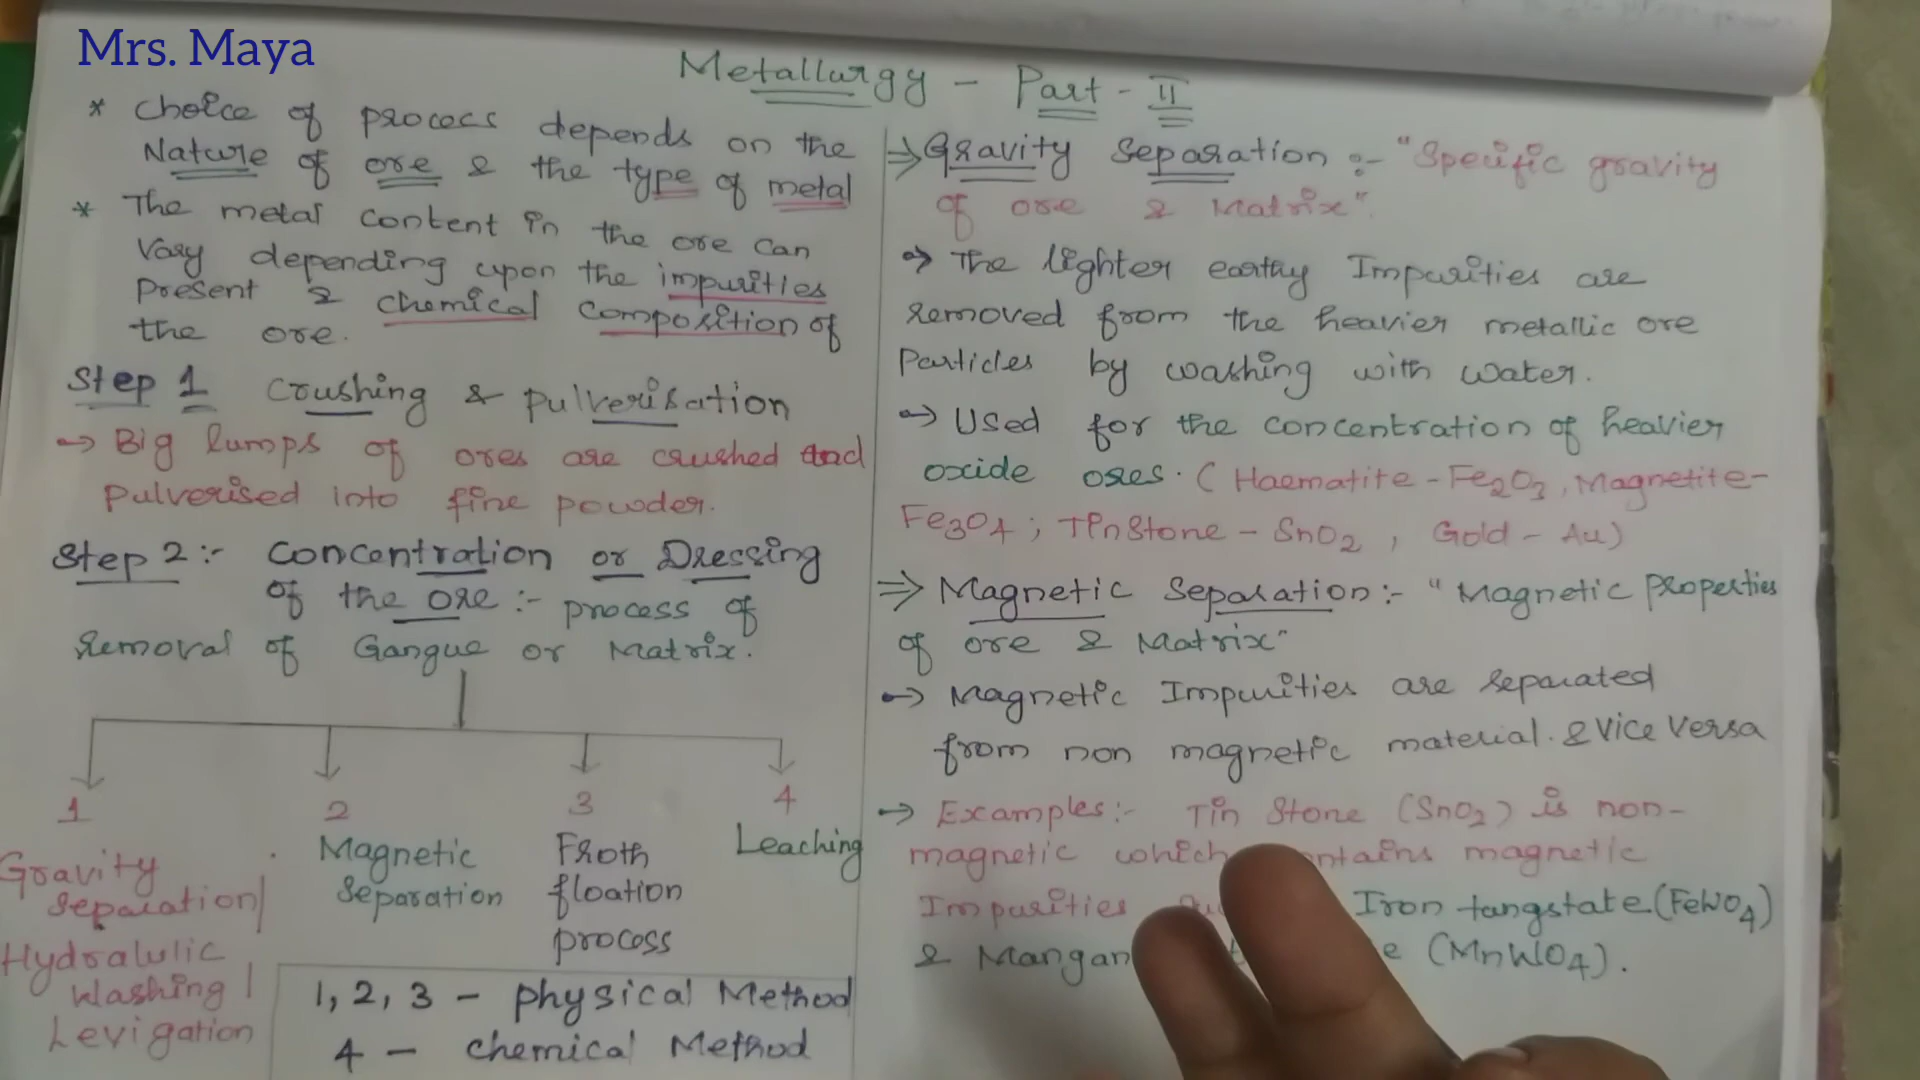 Mrs. Maya
Metallurgy - Part - II
* Choice of process depends on the
Nature of ore & the type of metal
* The metal content in the ore can
Vary depending upon the impurities
present & chemical composition of
the ore.
Step 1 Crushing & pulverisation
→ Big lumps of ores are crushed and
pulverised into fine powder.
Step 2 :- Concentration or Dressing
of the ore :- process of
removal of Gangue or Matrix.
1
2
3
4
Gravity
separation/
Hydralulic
Washing /
Levigation
Magnetic
Separation
Froth
floation
process
Leaching
1, 2, 3 - physical Method
4 - chemical Method
⇒ Gravity Separation :- "Specific gravity
of ore & Matrix".
→ The lighter earthy Impurities are
removed from the heavier metallic ore
Particles by washing with water.
→ Used for the concentration of heavier
oxide ores. (Haematite - Fe2O3, Magnetite-
Fe3O4; TinStone - SnO2, Gold - Au)
⇒ Magnetic Separation :- "Magnetic properties
of ore & Matrix"
→ Magnetic Impurities are separated
from non magnetic material. & Vice Versa
→ Examples:- Tin Stone (SnO2) is non-
magnetic which magnetic
Impurities Iron tangstate (FeWO4)
& (MnWO4).